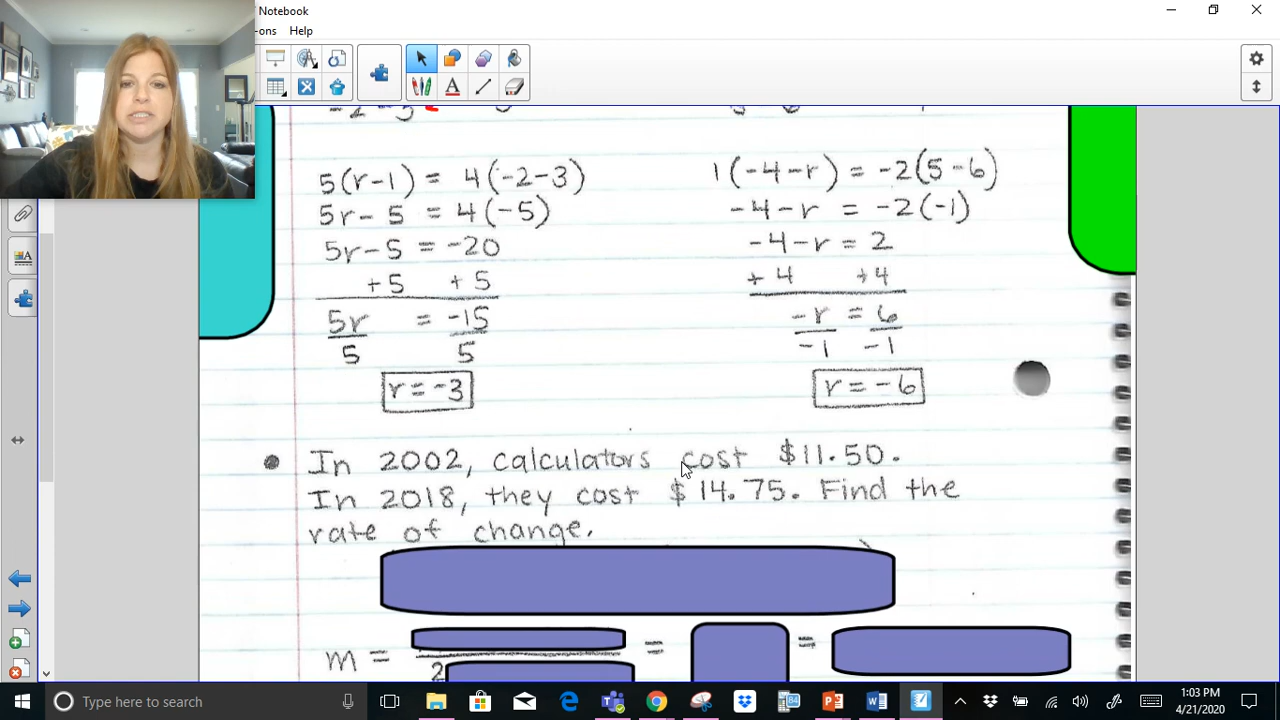 Notebook
ons Help
5(r-1) = 4(-2-3)
5r-5 = 4(-5)
5r-5 = -20
+5 +5
5r = -15
5 5
r = -3
1(-4-r) = -2(5-6)
-4-r = -2(-1)
-4-r = 2
+4 +4
-r = 6
-1 -1
r = -6
• In 2002, calculators cost $11.50.
In 2018, they cost $14.75. Find the
rate of change.
m =
= =
2
Type here to search
1:03 PM
4/21/2020